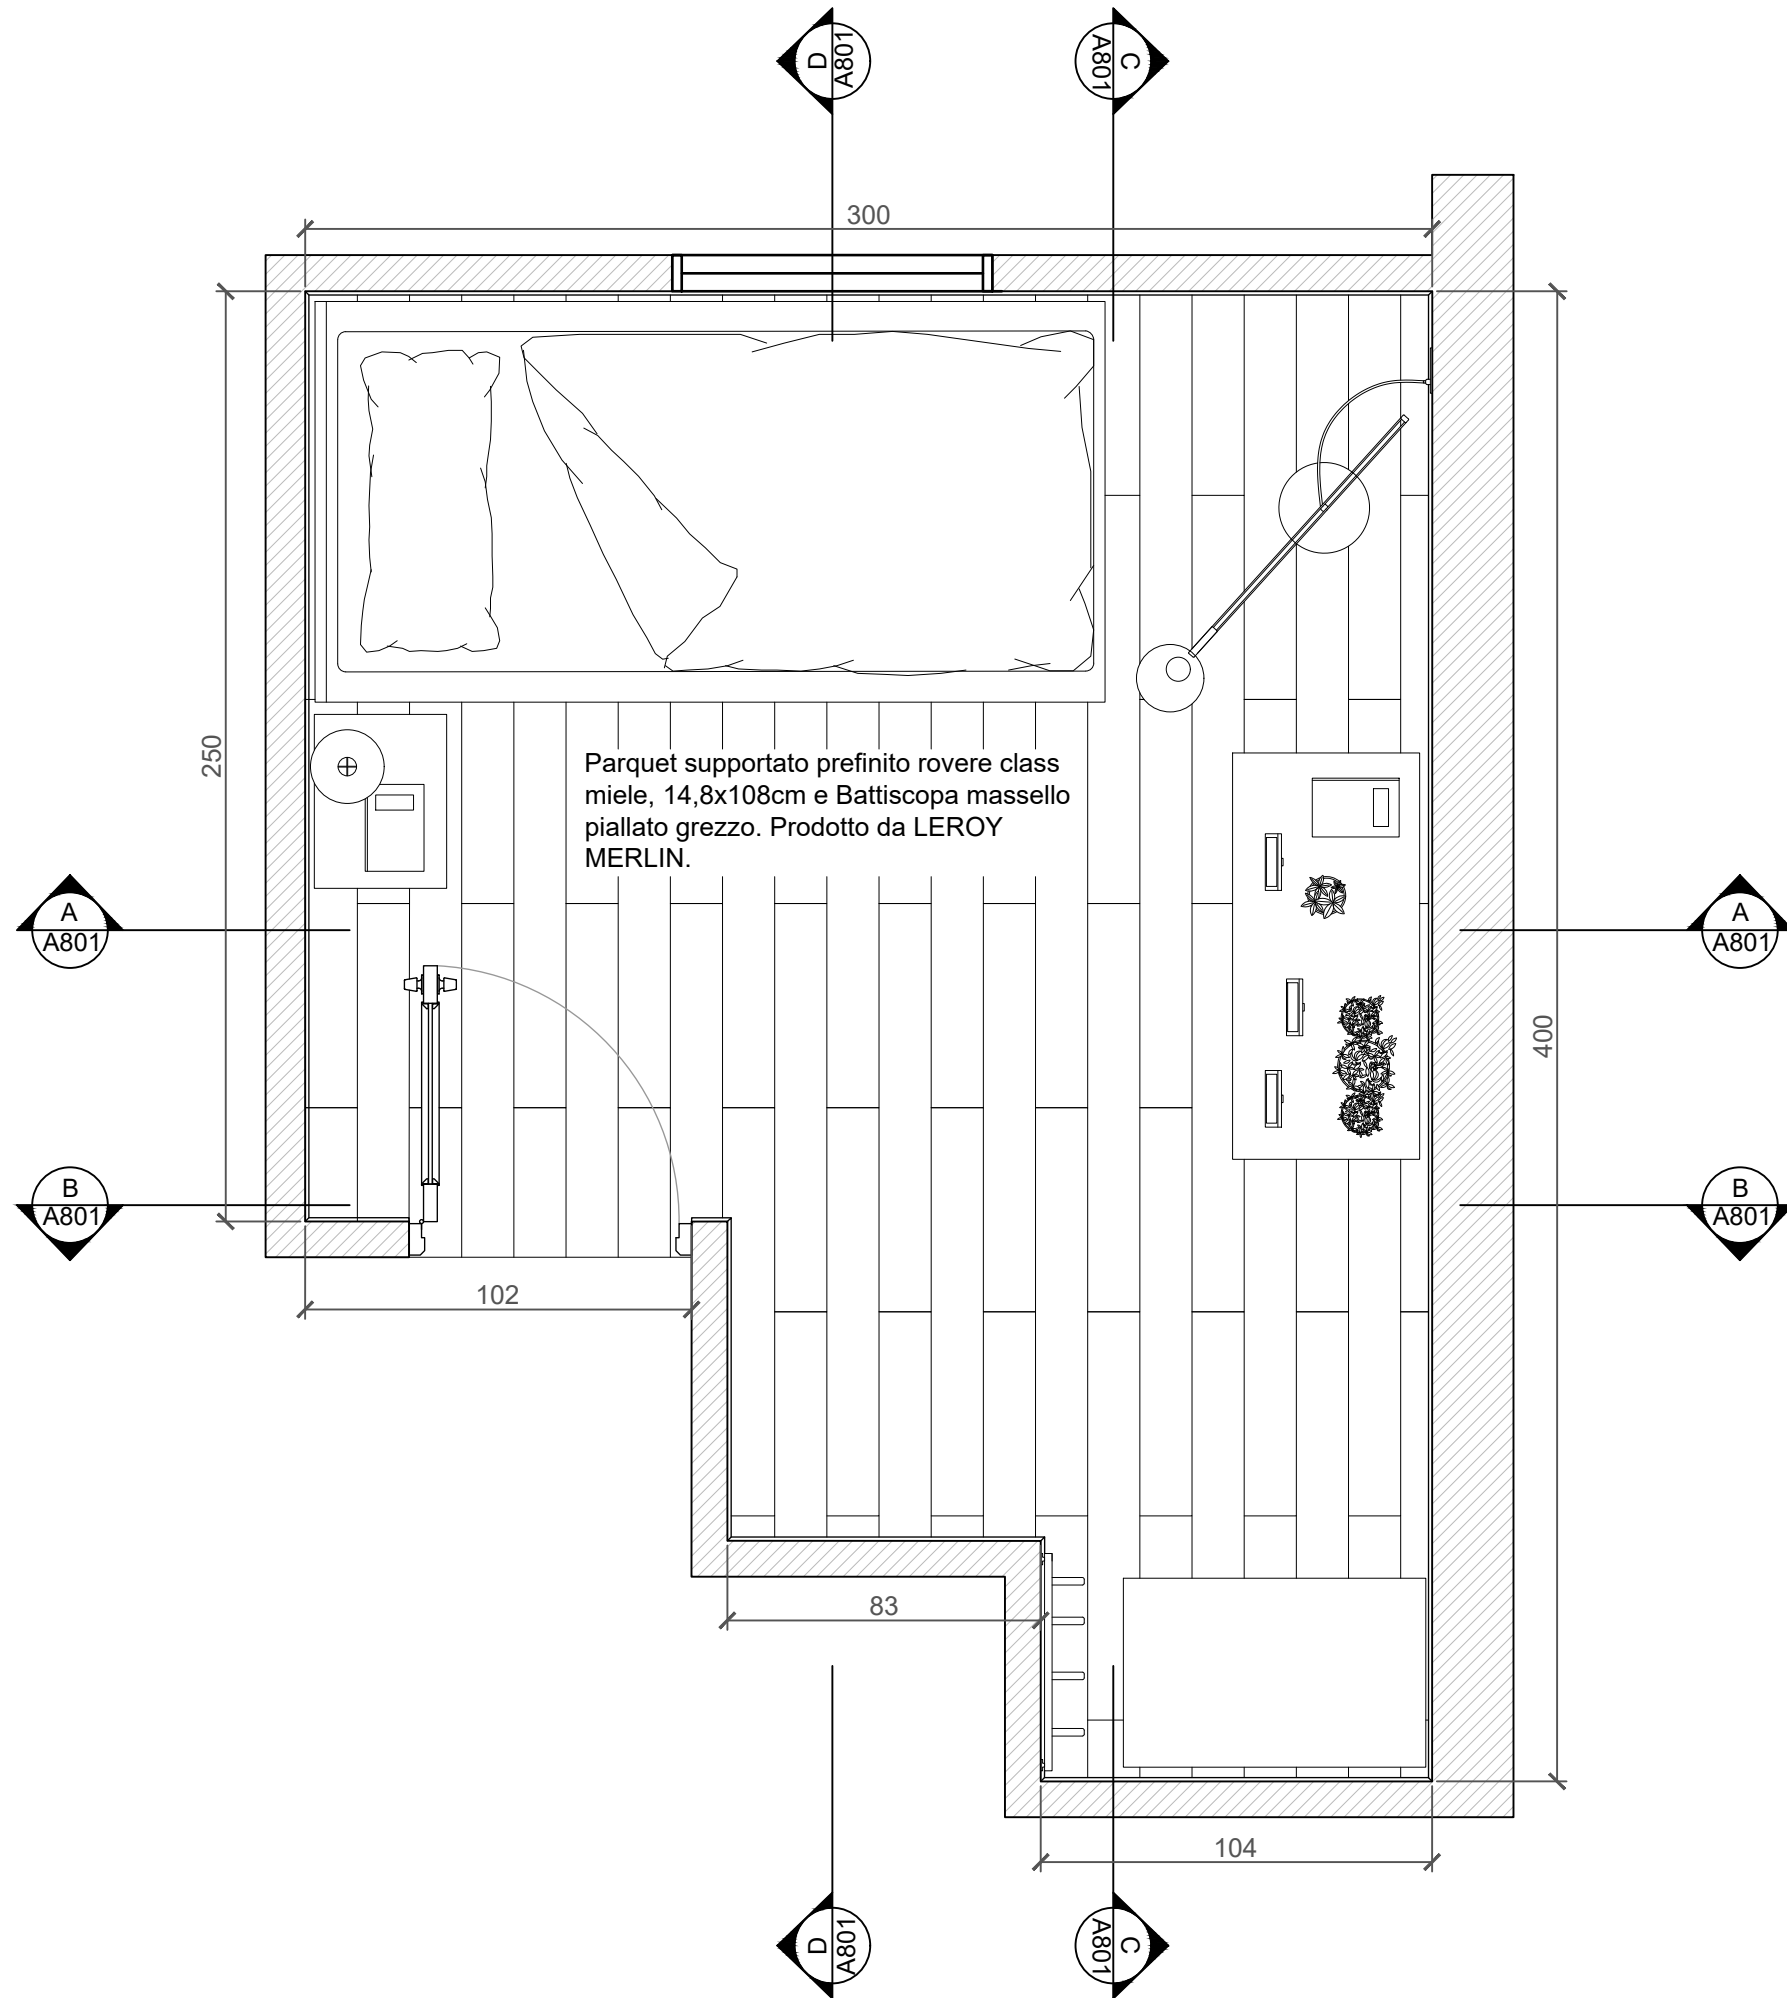 D
A801
C
A801
300
250
Parquet supportato prefinito rovere class
miele, 14,8x108cm e Battiscopa massello
piallato grezzo. Prodotto da LEROY
MERLIN.
A
A801
A
A801
400
B
A801
B
A801
102
83
104
D
A801
C
A801